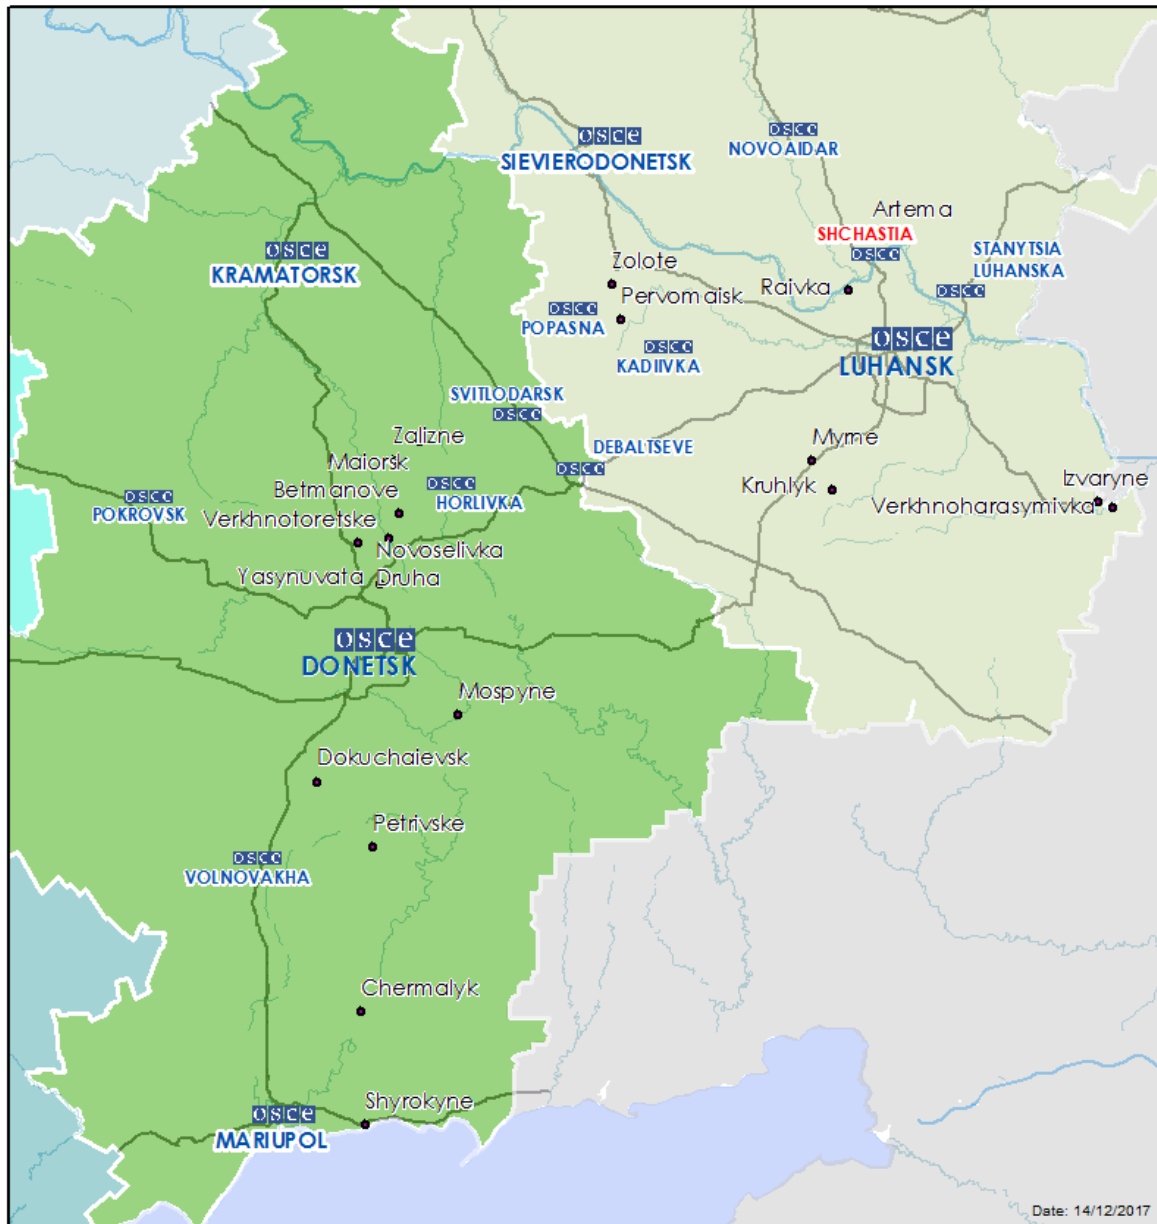 osce
SIEVIERODONETSK
osce
NOVOAIDAR
Artema
SHCHASTIA
osce
STANYTSIA
LUHANSKA
osce
osce
KRAMATORSK
Zolote
Pervomaisk
Raivka
osce
POPASNA
osce
KADIIVKA
osce
LUHANSK
SVITLODARSK
osce
DEBALTSEVE
osce
Zalizne
Maiorsk
Betmanove
osce
HORLIVKA
osce
POKROVSK
Verkhnotoretske
Novoselivka
Druha
Yasynuvata
Myrne
Kruhlyk
Izvaryne
Verkhnoharasymivka
osce
DONETSK
Mospyne
Dokuchaievsk
Petrivske
osce
VOLNOVAKHA
Chermalyk
Shyrokyne
osce
MARIUPOL
Date: 14/12/2017